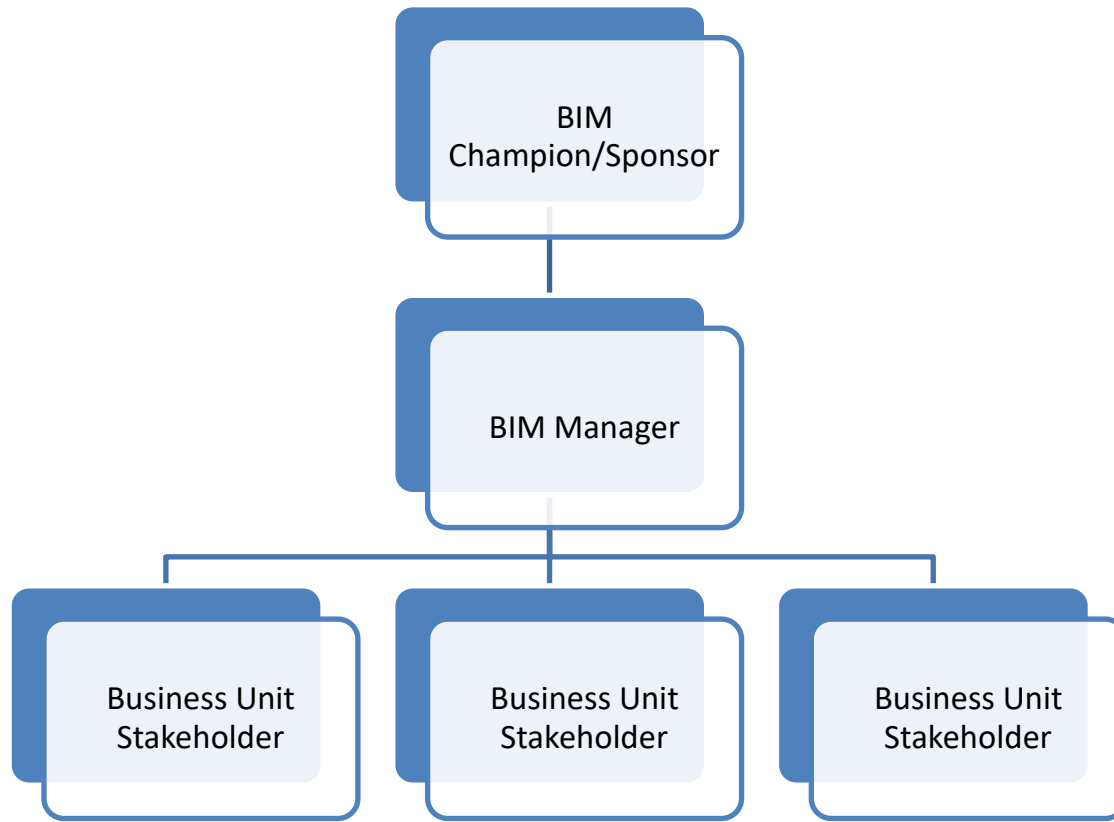 BIM
Champion/Sponsor
BIM Manager
Business Unit
Stakeholder
Business Unit
Stakeholder
Business Unit
Stakeholder